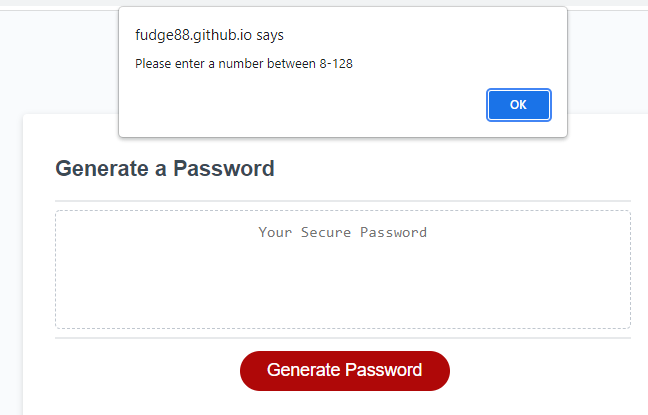 fudge88.github.io says
Please enter a number between 8-128
OK
Generate a Password
Your Secure Password
Generate Password